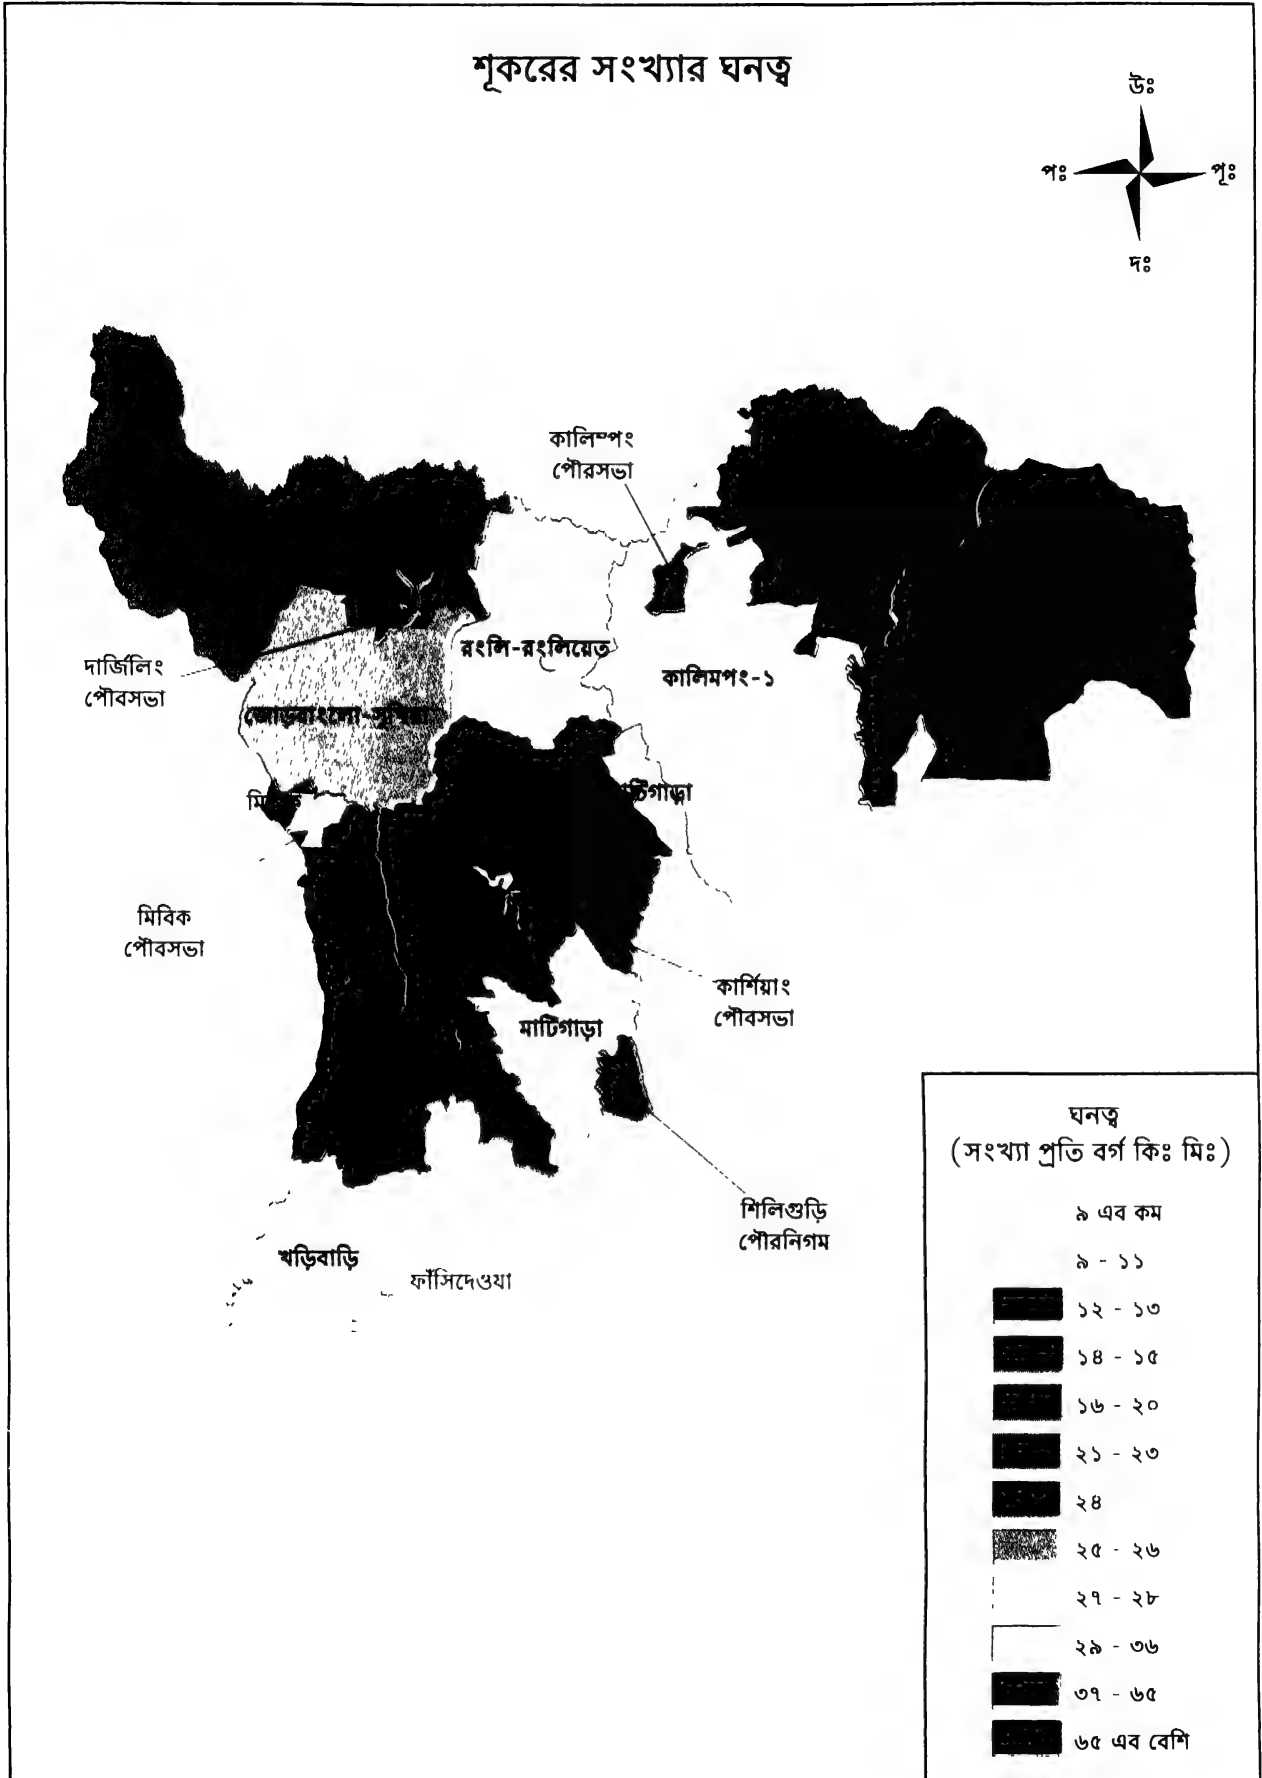 শূকরের সংখ্যার ঘনত্ব
উঃ
পঃ
পূঃ
দঃ
কালিম্পং
পৌরসভা
রংলি-রংলিয়েত
দার্জিলিং
পৌবসভা
কালিমপং-১
জোড়বাংলো-সুখিয়া
মিবিক
পৌবসভা
কার্শিয়াং
পৌবসভা
মাটিগাড়া
শিলিগুড়ি
পৌরনিগম
খড়িবাড়ি
ফাঁসিদেওযা
ঘনত্ব
(সংখ্যা প্রতি বর্গ কিঃ মিঃ)
৯ এব কম
৯ - ১১
১২ - ১৩
১৪ - ১৫
১৬ - ২০
২১ - ২৩
২৪
২৫ - ২৬
২৭ - ২৮
২৯ - ৩৬
৩৭ - ৬৫
৬৫ এব বেশি